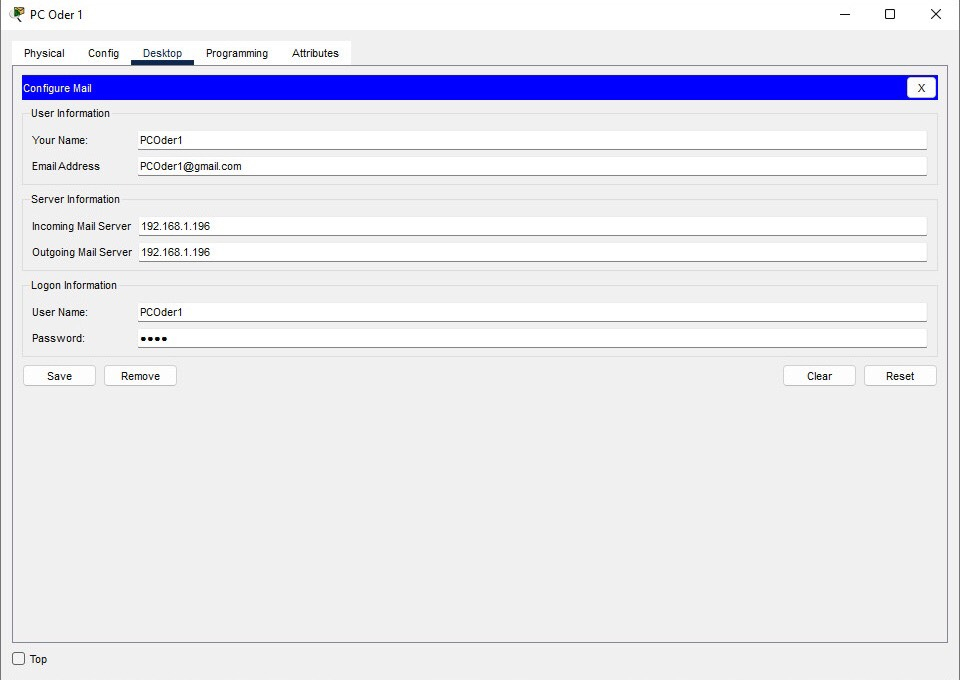 PC Oder 1
Physical Config Desktop Programming Attributes
Configure Mail X
User Information
Your Name: PCOder1
Email Address PCOder1@gmail.com
Server Information
Incoming Mail Server 192.168.1.196
Outgoing Mail Server 192.168.1.196
Logon Information
User Name: PCOder1
Password: ●●●●
Save Remove Clear Reset
Top